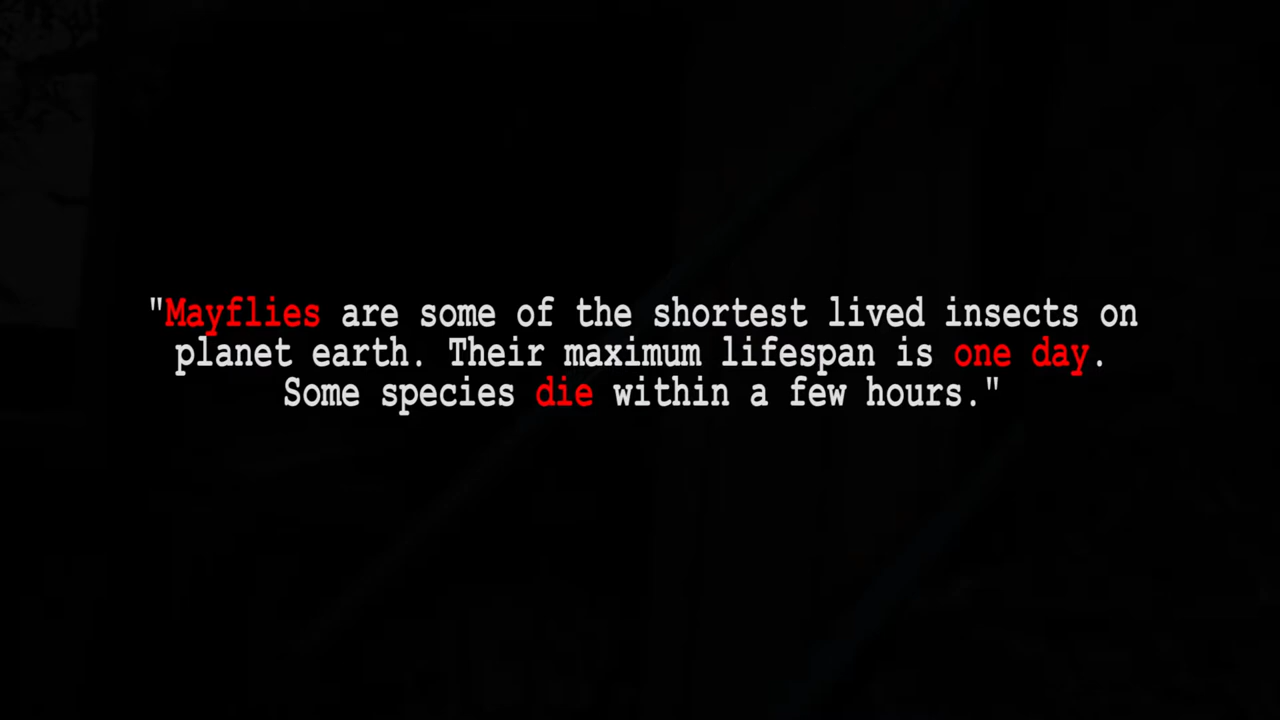 "Mayflies are some of the shortest lived insects on
planet earth. Their maximum lifespan is one day.
Some species die within a few hours."